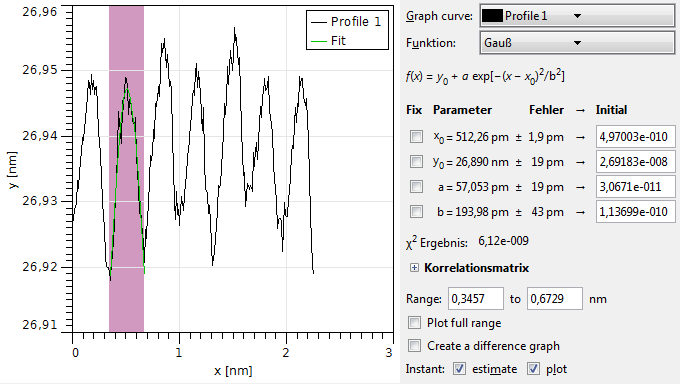 26,96
26,95
26,94
26,93
26,92
26,91
y [nm]
0
1
2
3
x [nm]
Profile 1
Fit
Graph curve: Profile 1
Funktion: Gauß
f(x) = y₀ + a exp[−(x − x₀)²/b²]
Fix Parameter Fehler → Initial
x₀ = 512,26 pm ± 1,9 pm → 4,97003e-010
y₀ = 26,890 nm ± 19 pm → 2,69183e-008
a = 57,053 pm ± 19 pm → 3,0671e-011
b = 193,98 pm ± 43 pm → 1,13699e-010
χ² Ergebnis: 6,12e-009
Korrelationsmatrix
Range: 0,3457 to 0,6729 nm
Plot full range
Create a difference graph
Instant: estimate plot